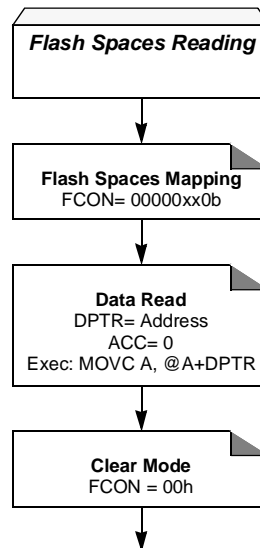 Flash Spaces Reading
Flash Spaces Mapping
FCON= 00000xx0b
Data Read
DPTR= Address
ACC= 0
Exec: MOVC A, @A+DPTR
Clear Mode
FCON = 00h